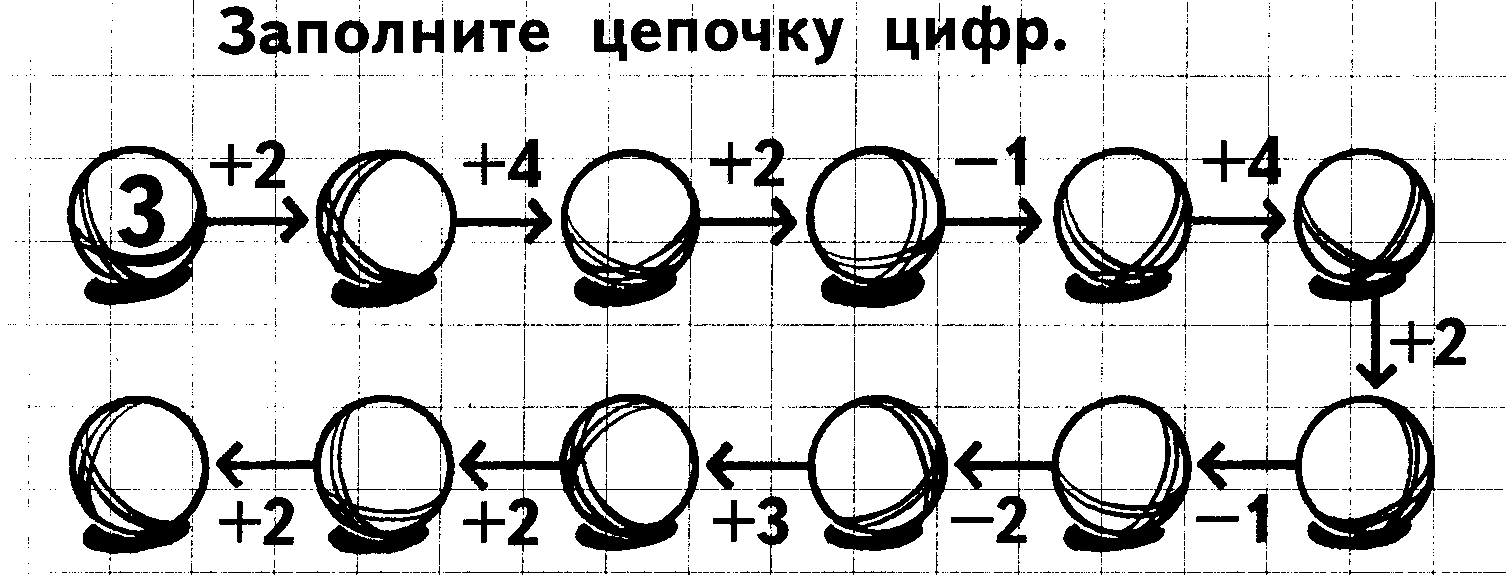 Заполните цепочку цифр.
+2 +4 +2 −1 +4
3
+2
+2 +2 +3 −2 −1